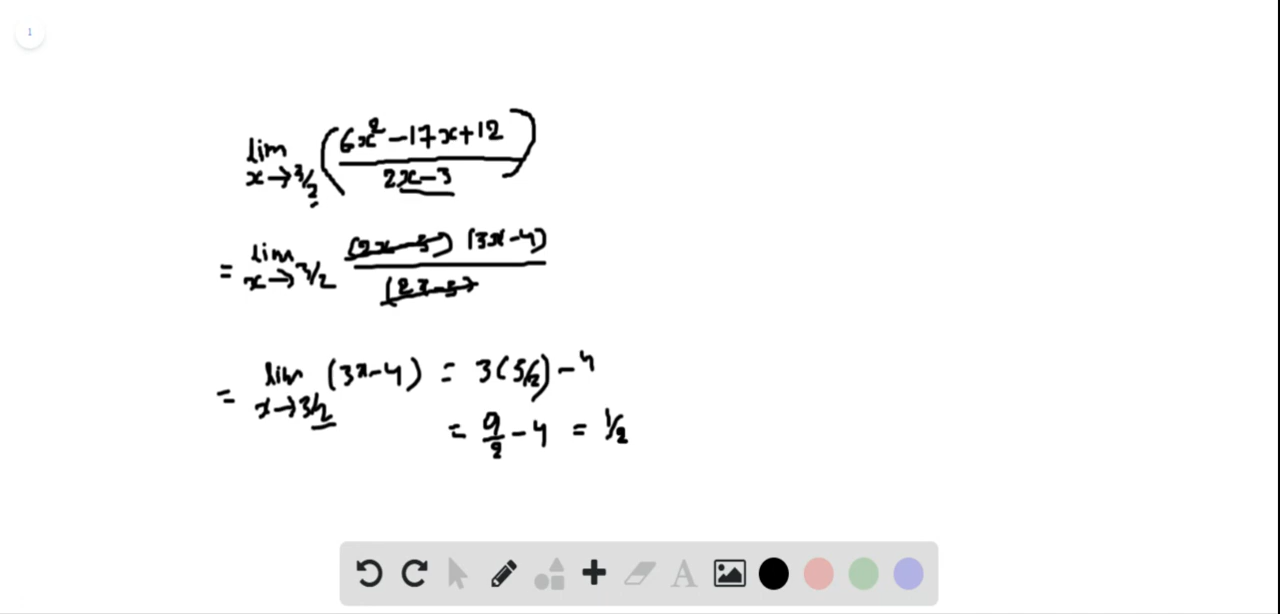 1
lim x→3/2 ( (6x² − 17x + 12) / (2x − 3) )
= lim x→3/2 (2x − 3) (3x − 4) / (2x − 3)
= lim x→3/2 (3x − 4) = 3(3/2) − 4
= 9/2 − 4 = 1/2
A